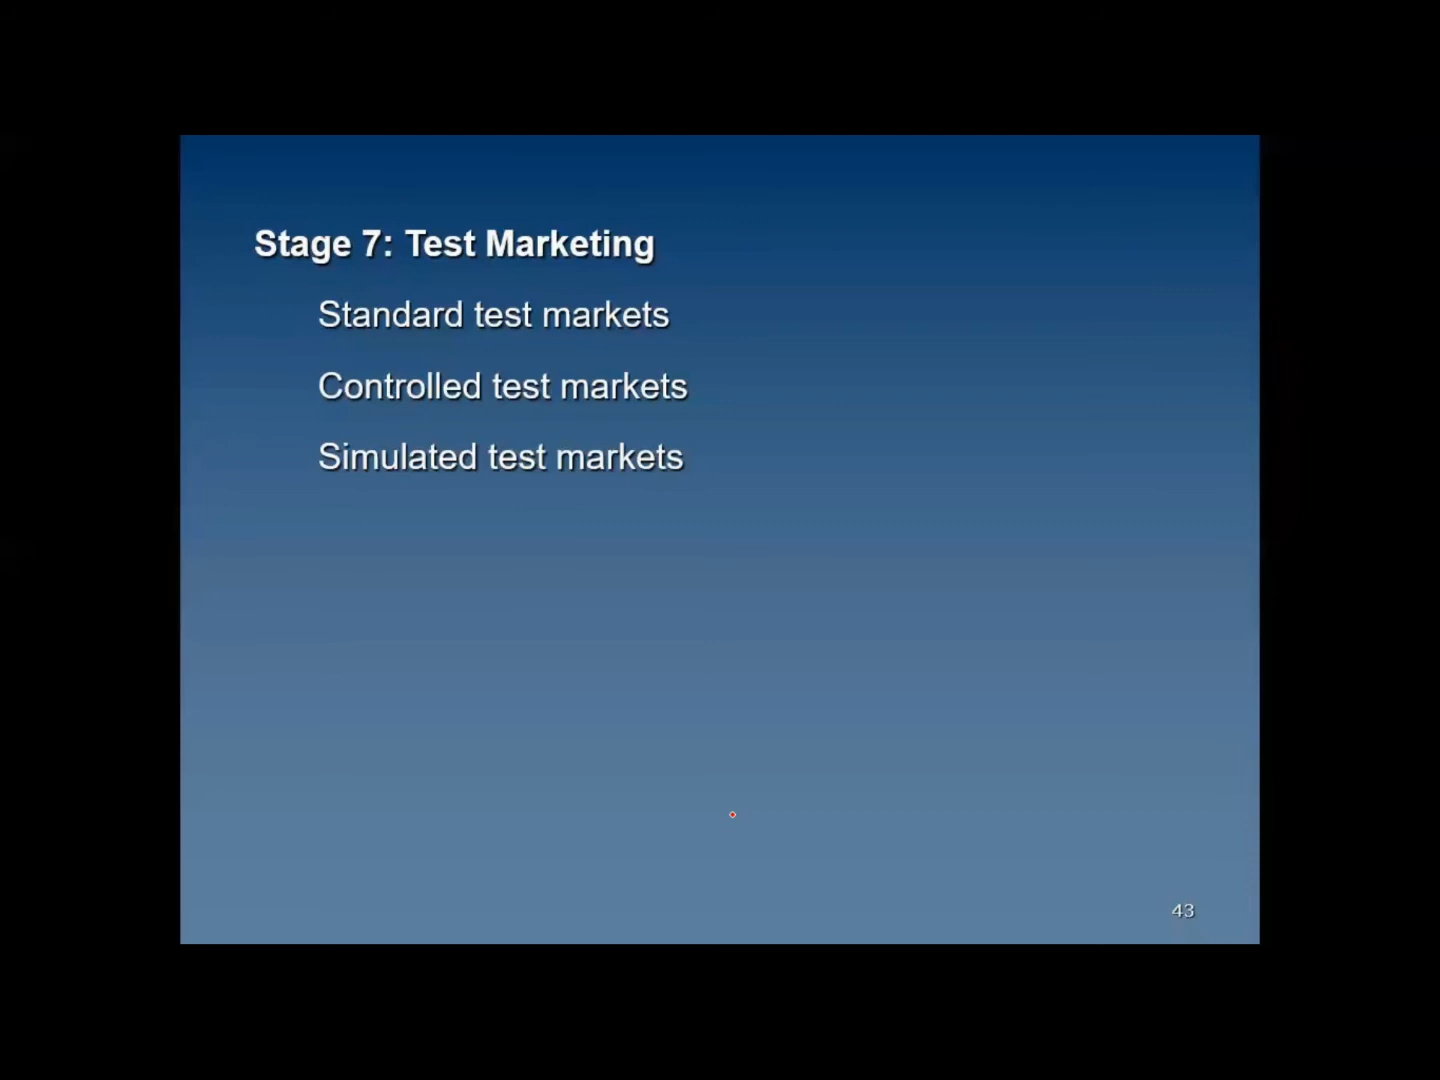 Stage 7: Test Marketing
Standard test markets
Controlled test markets
Simulated test markets
43